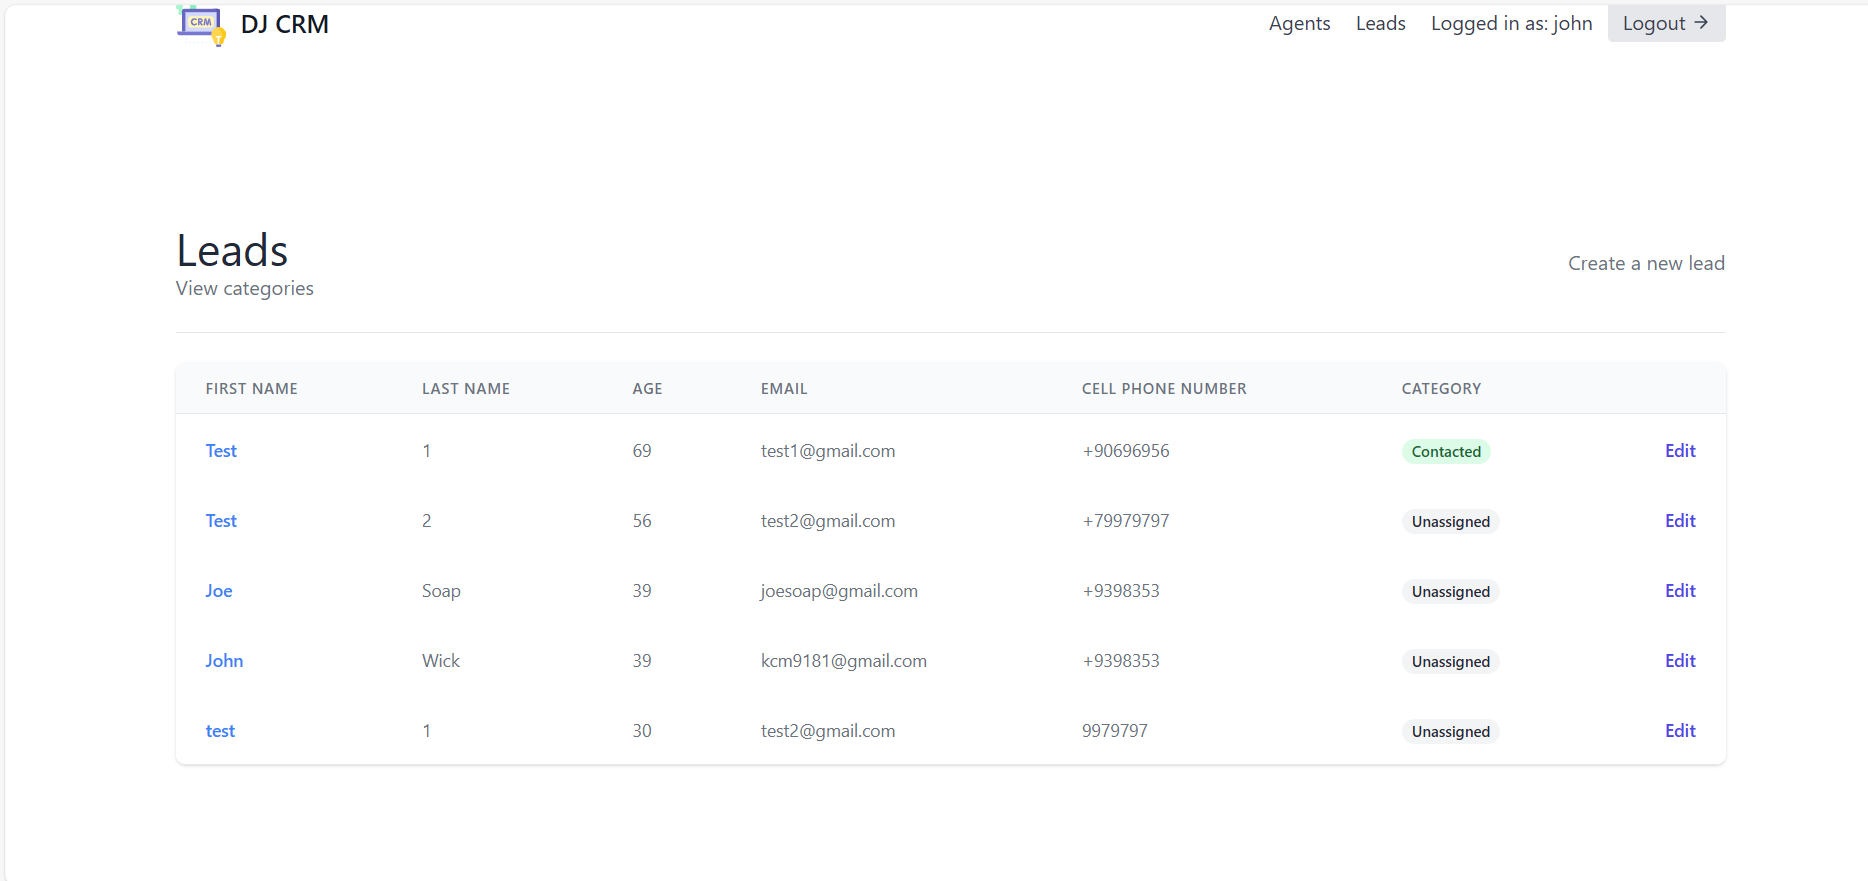 CRM
T
DJ CRM
Agents Leads Logged in as: john Logout →
Leads
View categories
Create a new lead
FIRST NAME LAST NAME AGE EMAIL CELL PHONE NUMBER CATEGORY
Test 1 69 test1@gmail.com +90696956 Contacted Edit
Test 2 56 test2@gmail.com +79979797 Unassigned Edit
Joe Soap 39 joesoap@gmail.com +9398353 Unassigned Edit
John Wick 39 kcm9181@gmail.com +9398353 Unassigned Edit
test 1 30 test2@gmail.com 9979797 Unassigned Edit